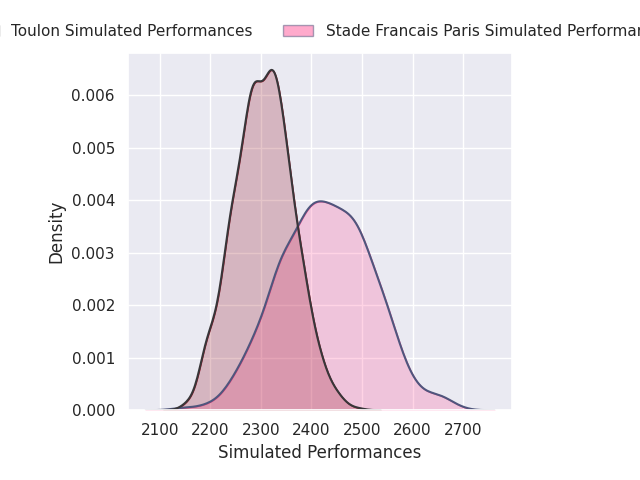 Toulon Simulated Performances Stade Francais Paris Simulated Performan
0.006
0.005
0.004
0.003
0.002
0.001
0.000
Density
2100 2200 2300 2400 2500 2600 2700
Simulated Performances